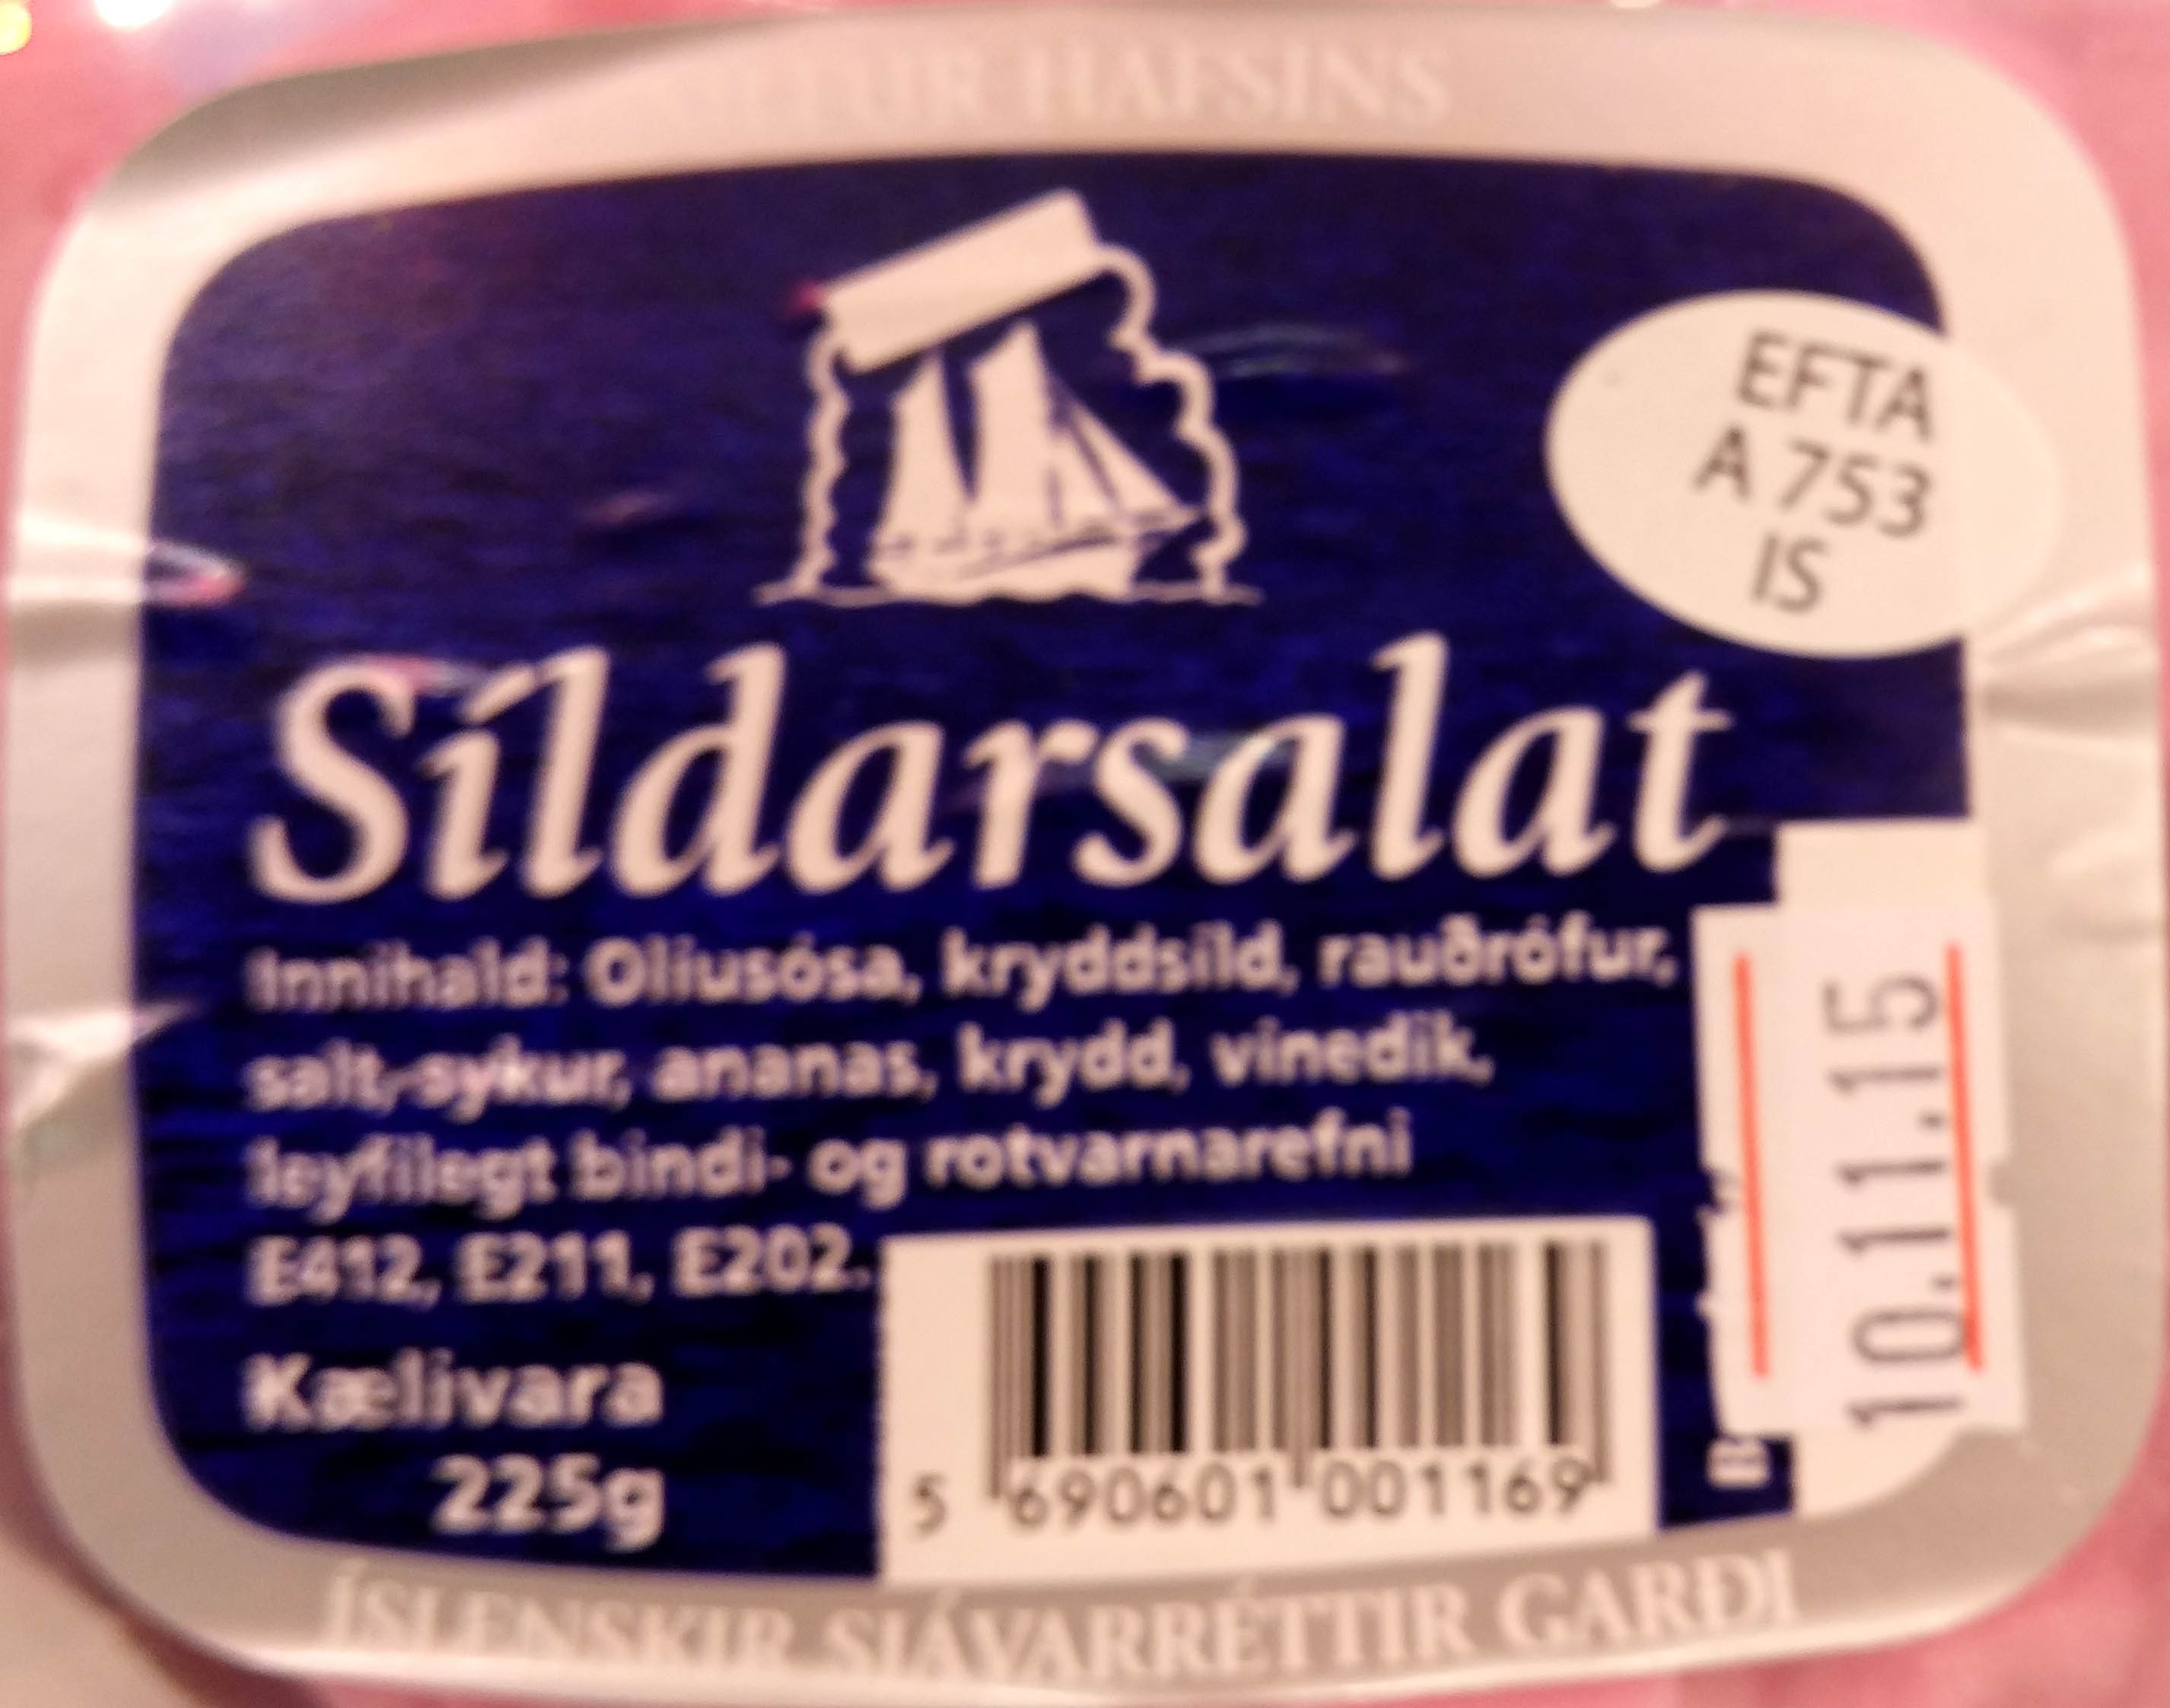 HAFSINS
EFTA
A 753
IS
Síldarsalat
Innihald: Olíusósa, kryddsíld, rauðrófur,
salt, sykur, ananas, krydd, vínedik,
leyfilegt bindi- og rotvarnarefni
E412, E211, E202.
Kælivara
225g
5 690601 001169
10.11.15
ÍSLENSKIR SJÁVARRÉTTIR GARÐI